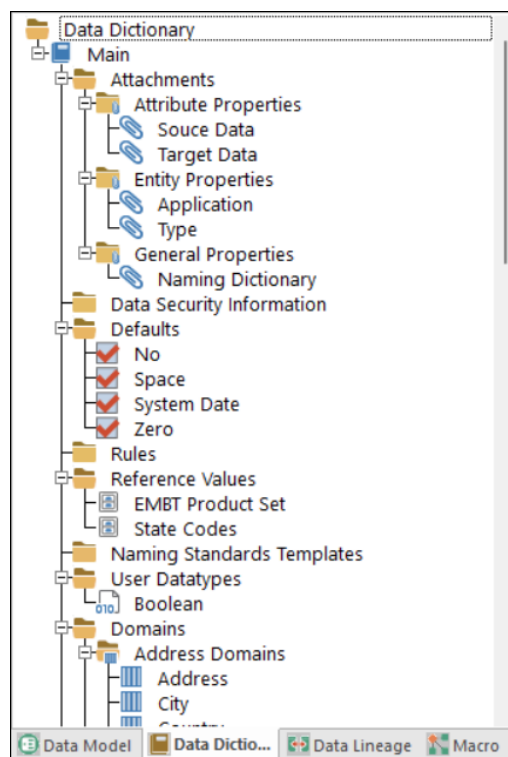 Data Dictionary
Main
Attachments
Attribute Properties
Souce Data
Target Data
Entity Properties
Application
Type
General Properties
Naming Dictionary
Data Security Information
Defaults
No
Space
System Date
Zero
Rules
Reference Values
EMBT Product Set
State Codes
Naming Standards Templates
User Datatypes
010. Boolean
Domains
Address Domains
Address
City
Country
Data Model Data Dictio... Data Lineage Macro